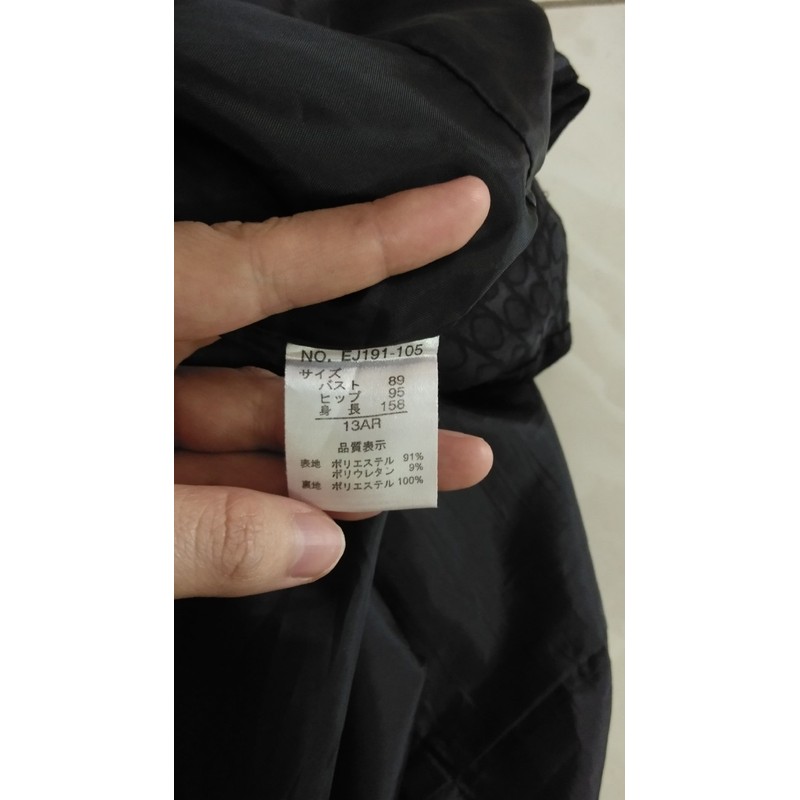 NO. EJ191-105
サイズ
バスト 89
ヒップ 95
身 長 158
13AR
品質表示
表地 ポリエステル 91%
ポリウレタン 9%
裏地 ポリエステル 100%